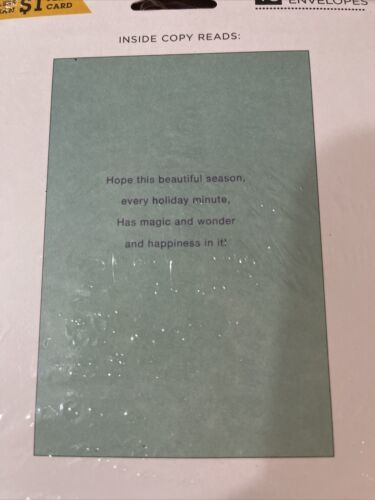 AN $1
CARD
ENVELOPES
INSIDE COPY READS:
Hope this beautiful season,
every holiday minute,
Has magic and wonder
and happiness in it.